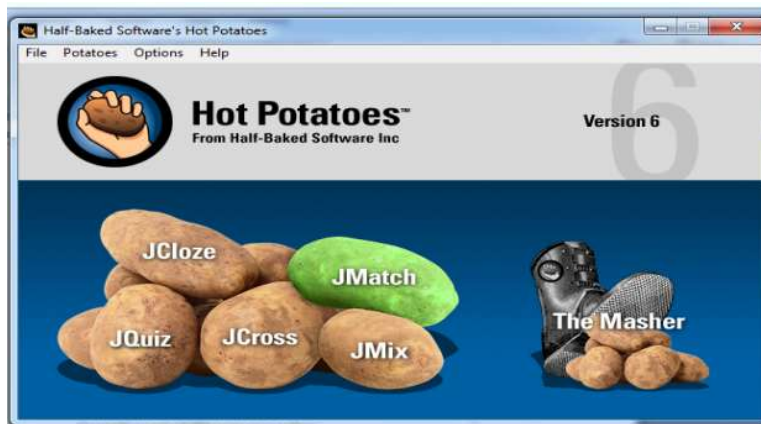 Half-Baked Software's Hot Potatoes
File Potatoes Options Help
Hot Potatoes™
From Half-Baked Software Inc
Version 6
6
JCloze
JMatch
JQuiz
JCross
JMix
The Masher